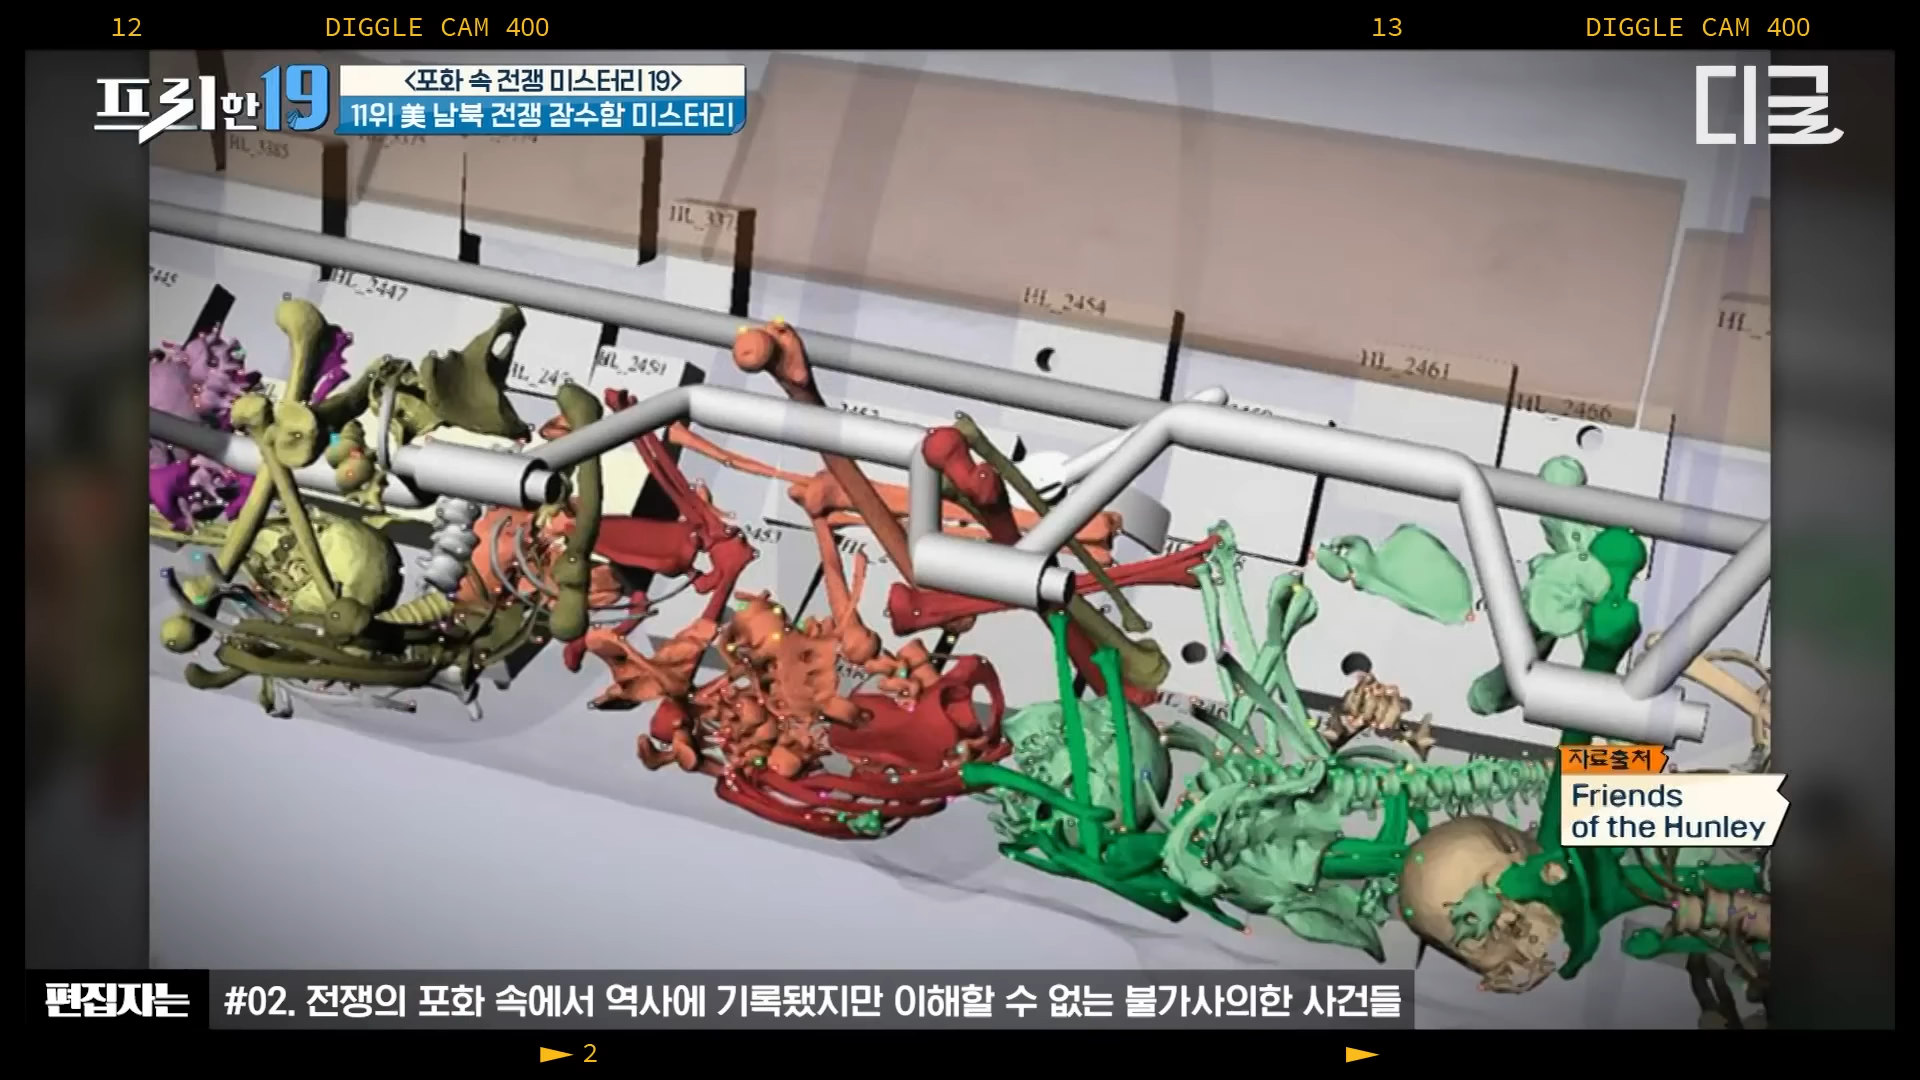 12 DIGGLE CAM 400 13 DIGGLE CAM 400
프리한19
<포화 속 전쟁 미스터리 19>
11위 美 남북 전쟁 잠수함 미스터리
디글
HL_3385
HL_337
HL_2447
HL_2454
HL_2461
HL_2466
자료출처
Friends
of the Hunley
편집자는
#02. 전쟁의 포화 속에서 역사에 기록됐지만 이해할 수 없는 불가사의한 사건들
2